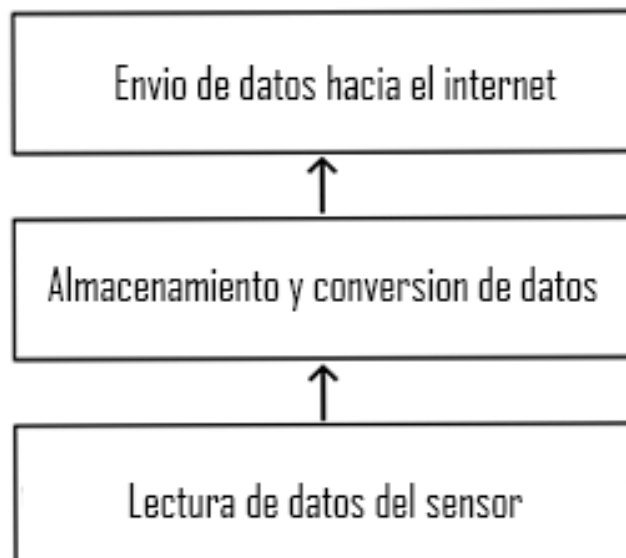 Envio de datos hacia el internet
Almacenamiento y conversion de datos
Lectura de datos del sensor